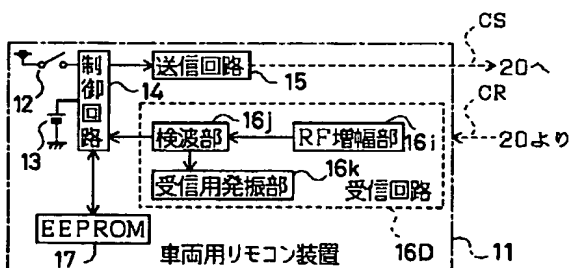 CS
12
制御回路
14
送信回路
15
20へ
CR
13
16j
検波部
RF増幅部
16i
20より
受信用発振部
16k
受信回路
EEPROM
17
車両用リモコン装置
16D
11